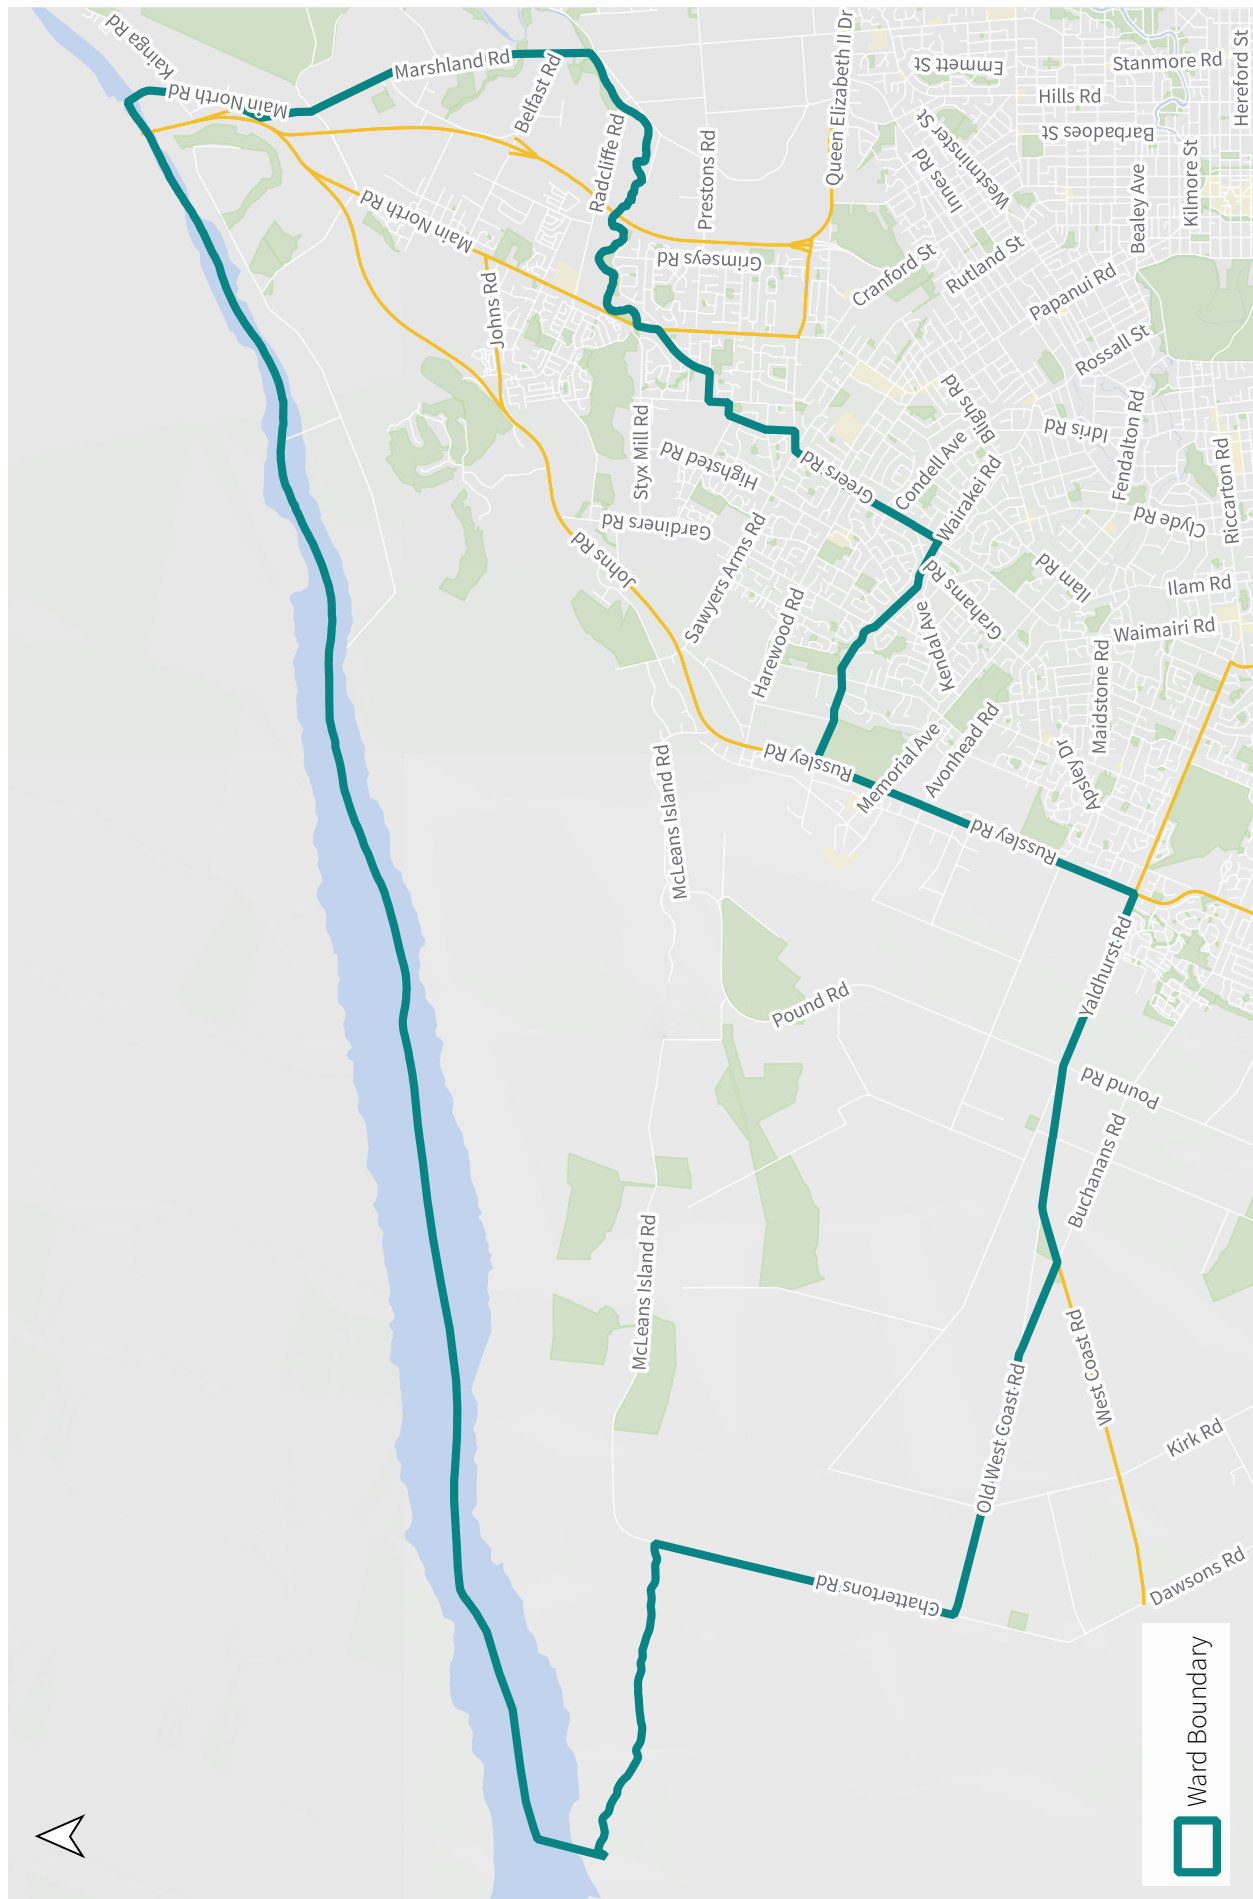 Kainga Rd
Main North Rd
Marshland Rd
Belfast Rd
Radcliffe Rd
Prestons Rd
Queen Elizabeth II Dr
Emmett St
Stanmore Rd
Hereford St
Hills Rd
Barbadoes St
Westminster St
Innes Rd
Bealey Ave
Kilmore St
Main North Rd
Grimseys Rd
Cranford St
Rutland St
Papanui Rd
Rossall St
Johns Rd
Styx Mill Rd
Highsted Rd
Greers Rd
Blighs Rd
Condell Ave
Wairakei Rd
Idris Rd
Fendalton Rd
Riccarton Rd
Clyde Rd
Gardiners Rd
Johns Rd
Sawyers Arms Rd
Harewood Rd
Grahams Rd
Kendal Ave
Ilam Rd
Ilam Rd
Waimairi Rd
Maidstone Rd
Russley Rd
Memorial Ave
Avonhead Rd
Apsley Dr
McLeans Island Rd
Russley Rd
Yaldhurst Rd
Pound Rd
Pound Rd
Buchanans Rd
McLeans Island Rd
West Coast Rd
Old West Coast Rd
Kirk Rd
Dawsons Rd
Chattertons Rd
Ward Boundary